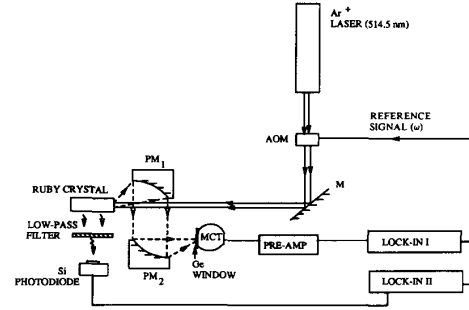 Ar+
LASER (514.5 nm)
REFERENCE
SIGNAL (ω)
AOM
PM1
M
RUBY CRYSTAL
LOW-PASS
FILTER
MCT
PRE-AMP
LOCK-IN I
Ge
WINDOW
Si
PHOTODIODE
PM2
LOCK-IN II